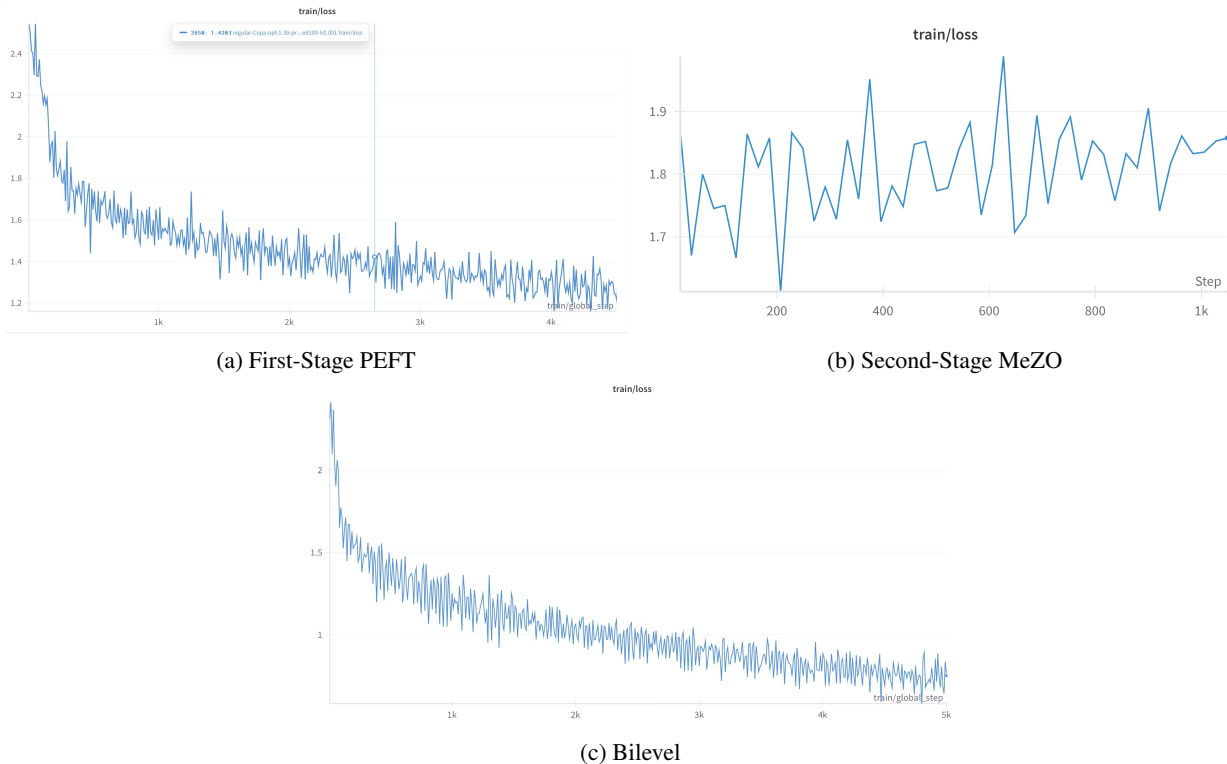 train/loss
2650: 1.4203 regular-Copa-opt-1.3b-pr...ed100-lr0.001 train/loss
2.4
2.2
2
1.8
1.6
1.4
1.2
1k
2k
3k
4k
train/global_step
(a) First-Stage PEFT
train/loss
1.9
1.8
1.7
200
400
600
800
1k
Step
(b) Second-Stage MeZO
train/loss
2
1.5
1
1k
2k
3k
4k
5k
train/global_step
(c) Bilevel